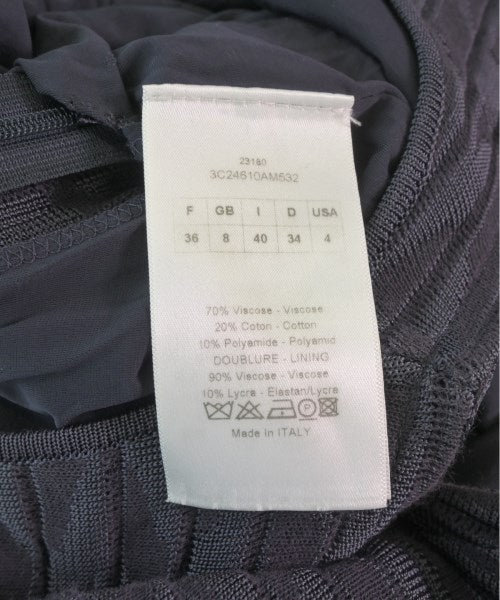 23180
3C24610AM532
F GB I D USA
36 8 40 34 4
70% Viscose - Viscose
20% Coton - Cotton
10% Polyamide - Polyamid
DOUBLURE - LINING
90% Viscose - Viscose
10% Lycra - Elastan/Lycra
Made in ITALY